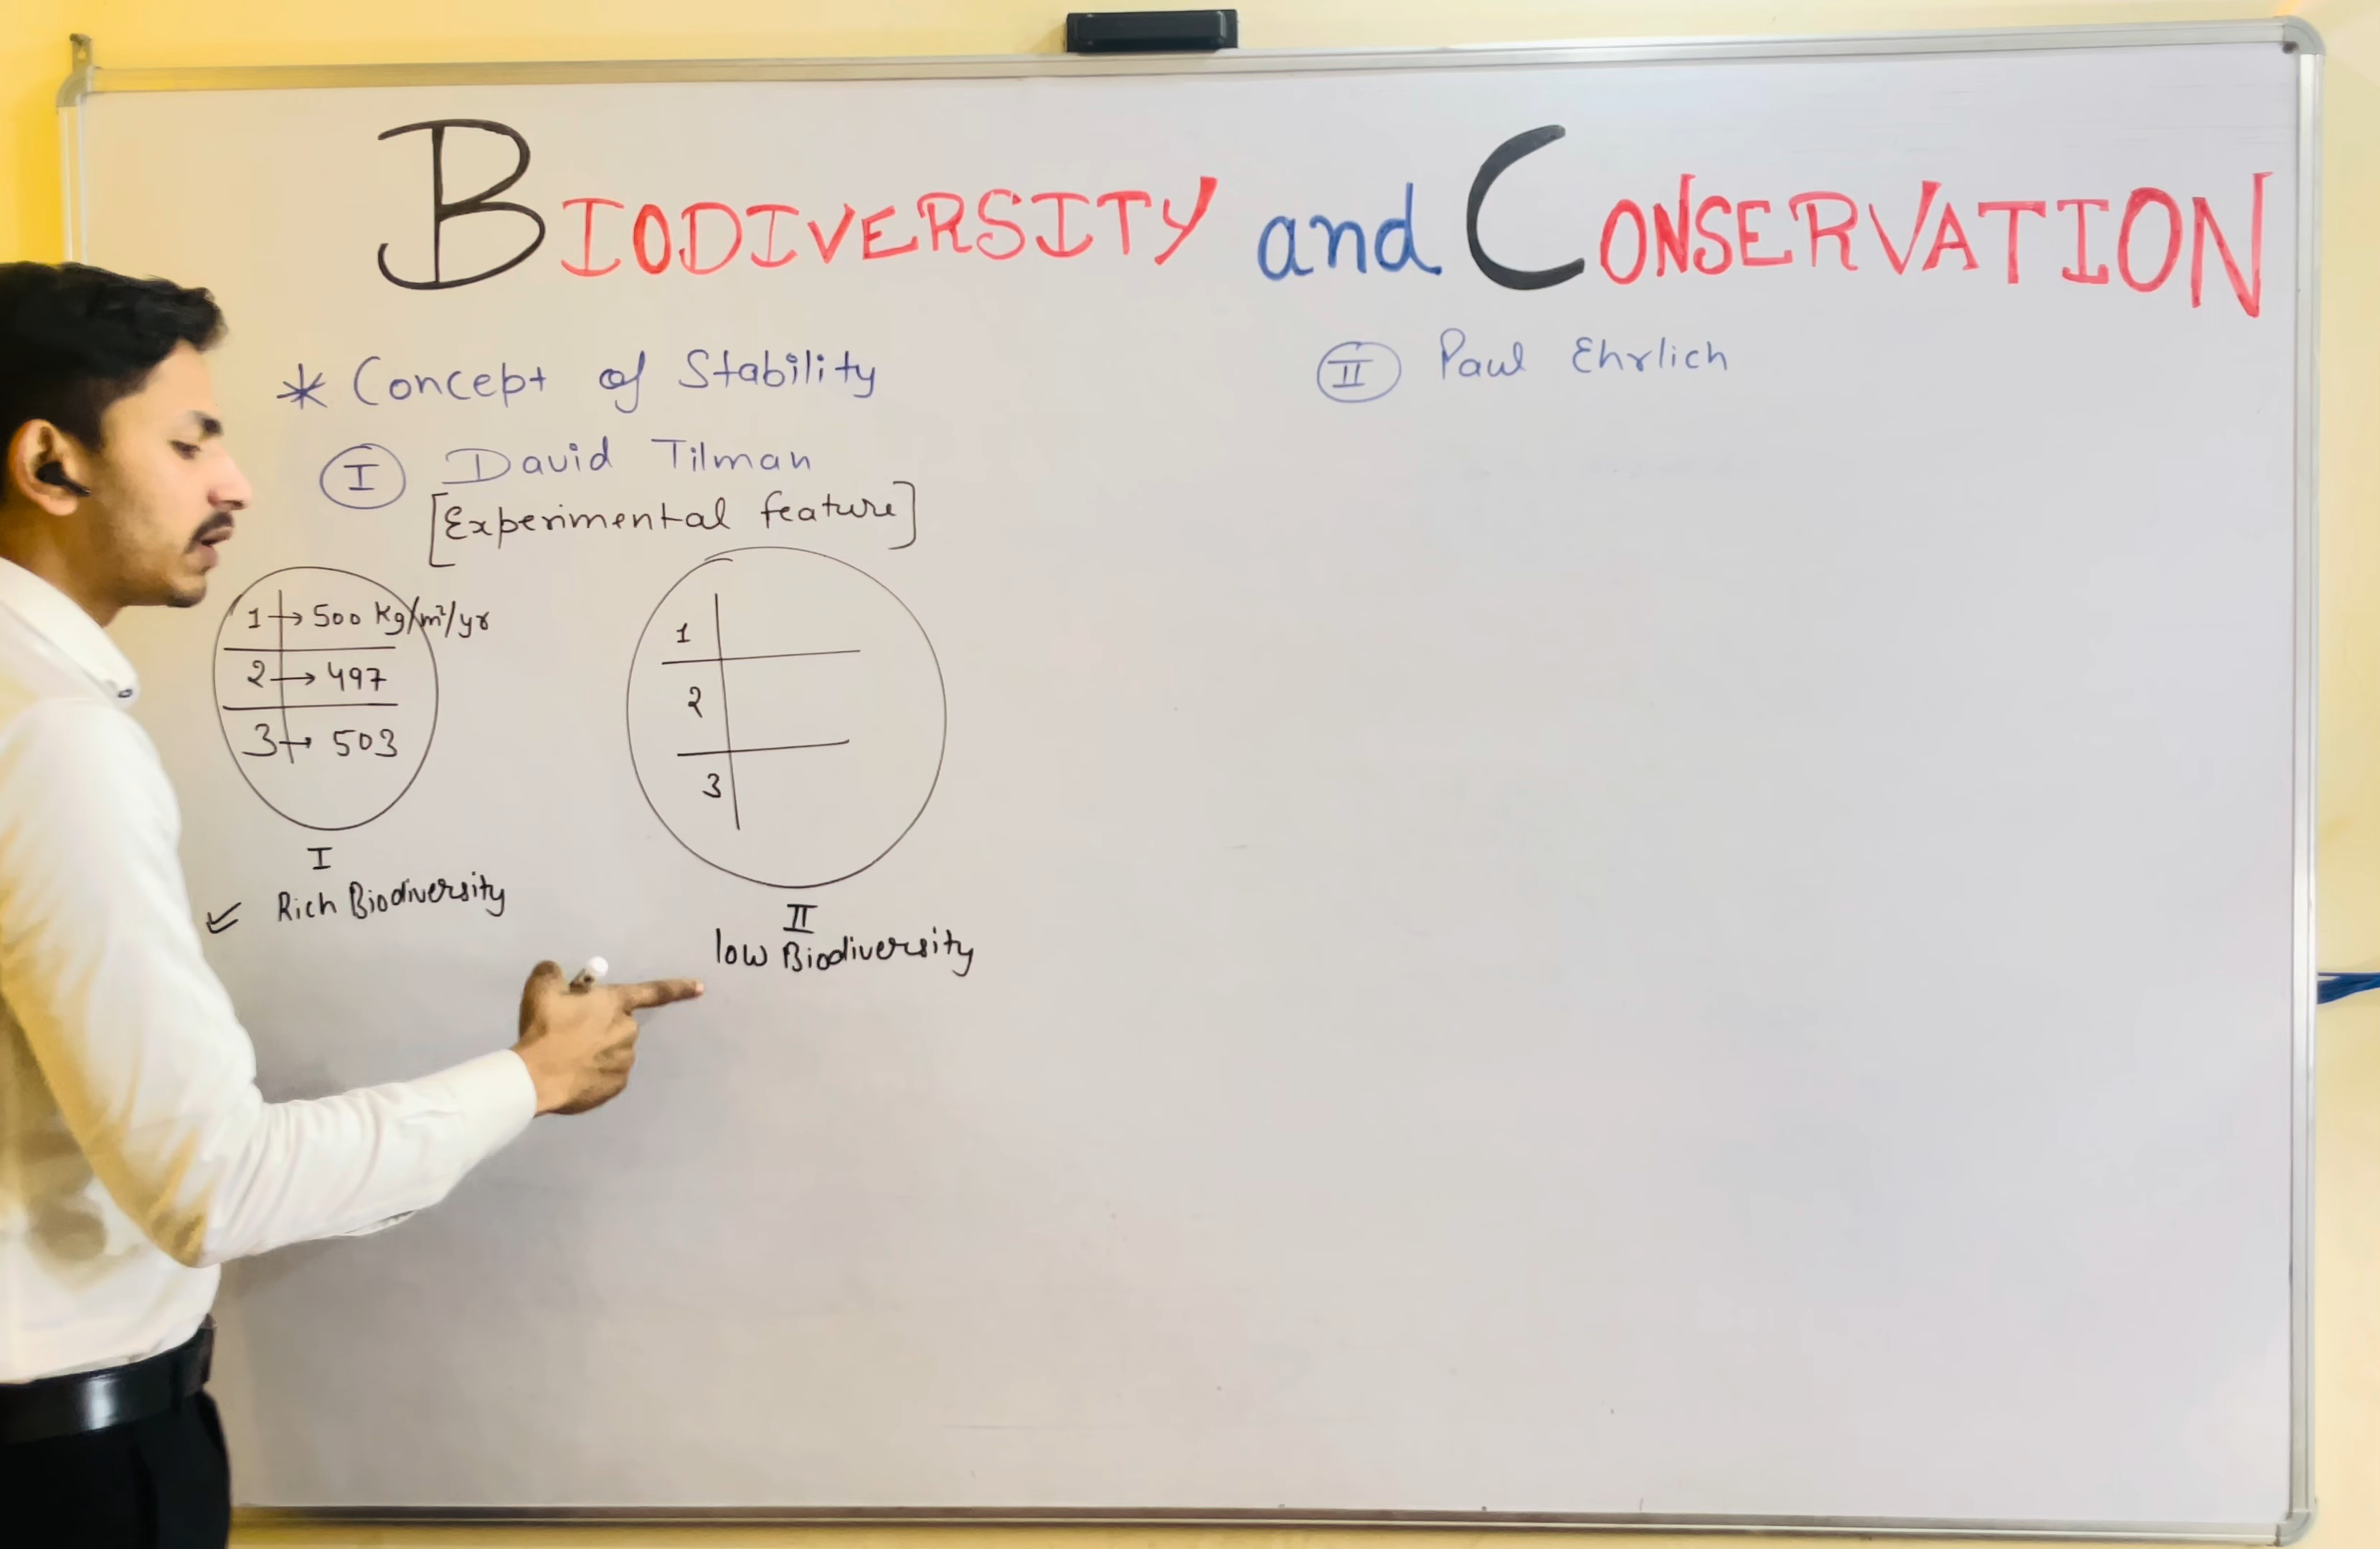 BIODIVERSITY and CONSERVATION
* Concept of Stability
I David Tilman
[Experimental feature]
1 → 500 Kg/m²/yr
2 → 497
3 → 503
I
Rich Biodiversity
1
2
3
II
low Biodiversity
II Paul Ehrlich